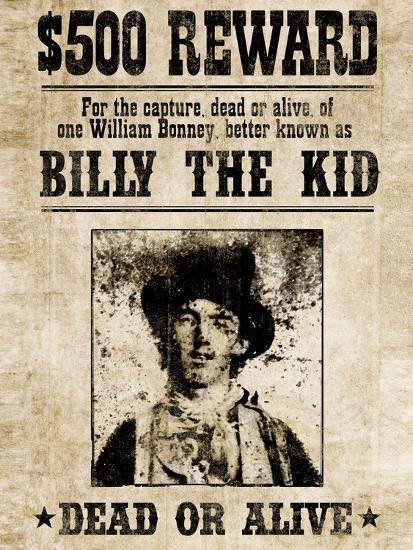 $500 REWARD
For the capture, dead or alive, of
one William Bonney, better known as
BILLY THE KID
★DEAD OR ALIVE★